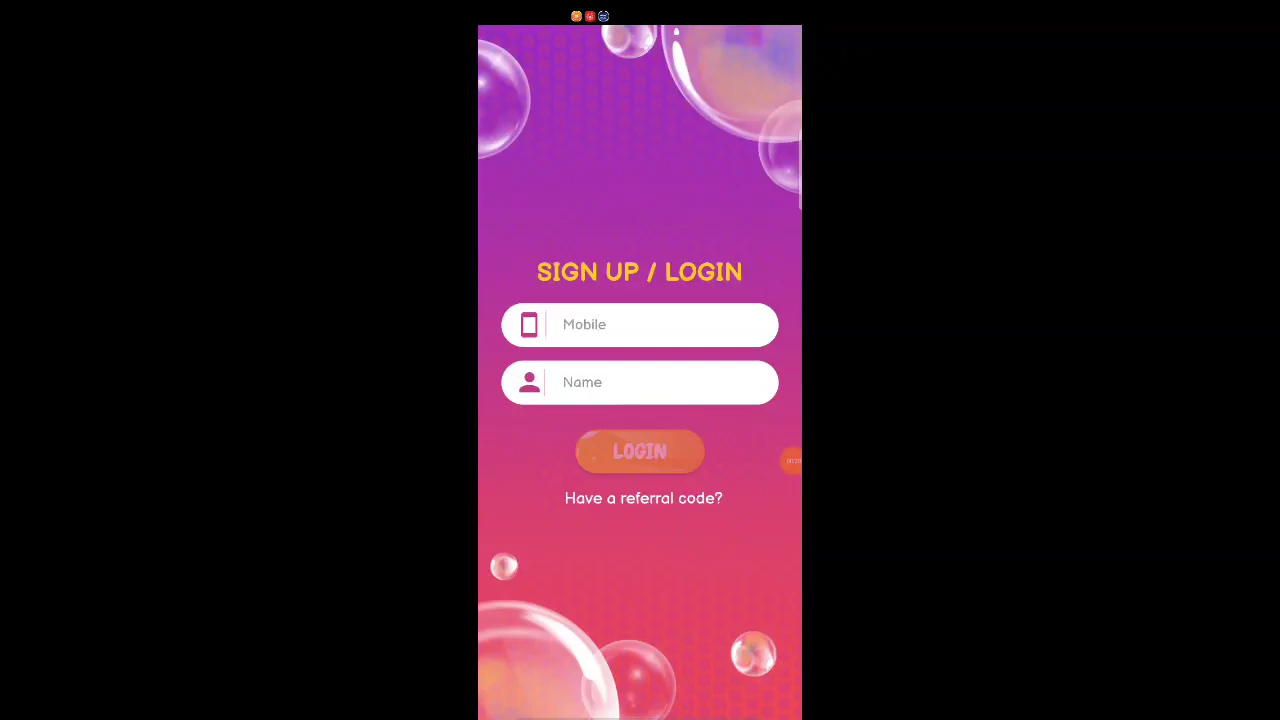 SIGN UP / LOGIN
Mobile
Name
LOGIN
Have a referral code?